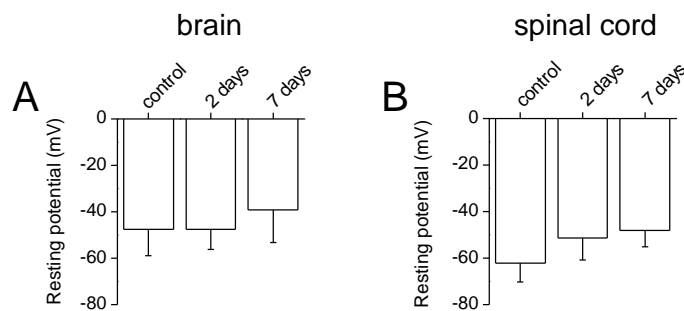 brain
spinal cord
A
control
2 days
7 days
Resting potential (mV)
0
-20
-40
-60
-80
B
control
2 days
7 days
Resting potential (mV)
0
-20
-40
-60
-80